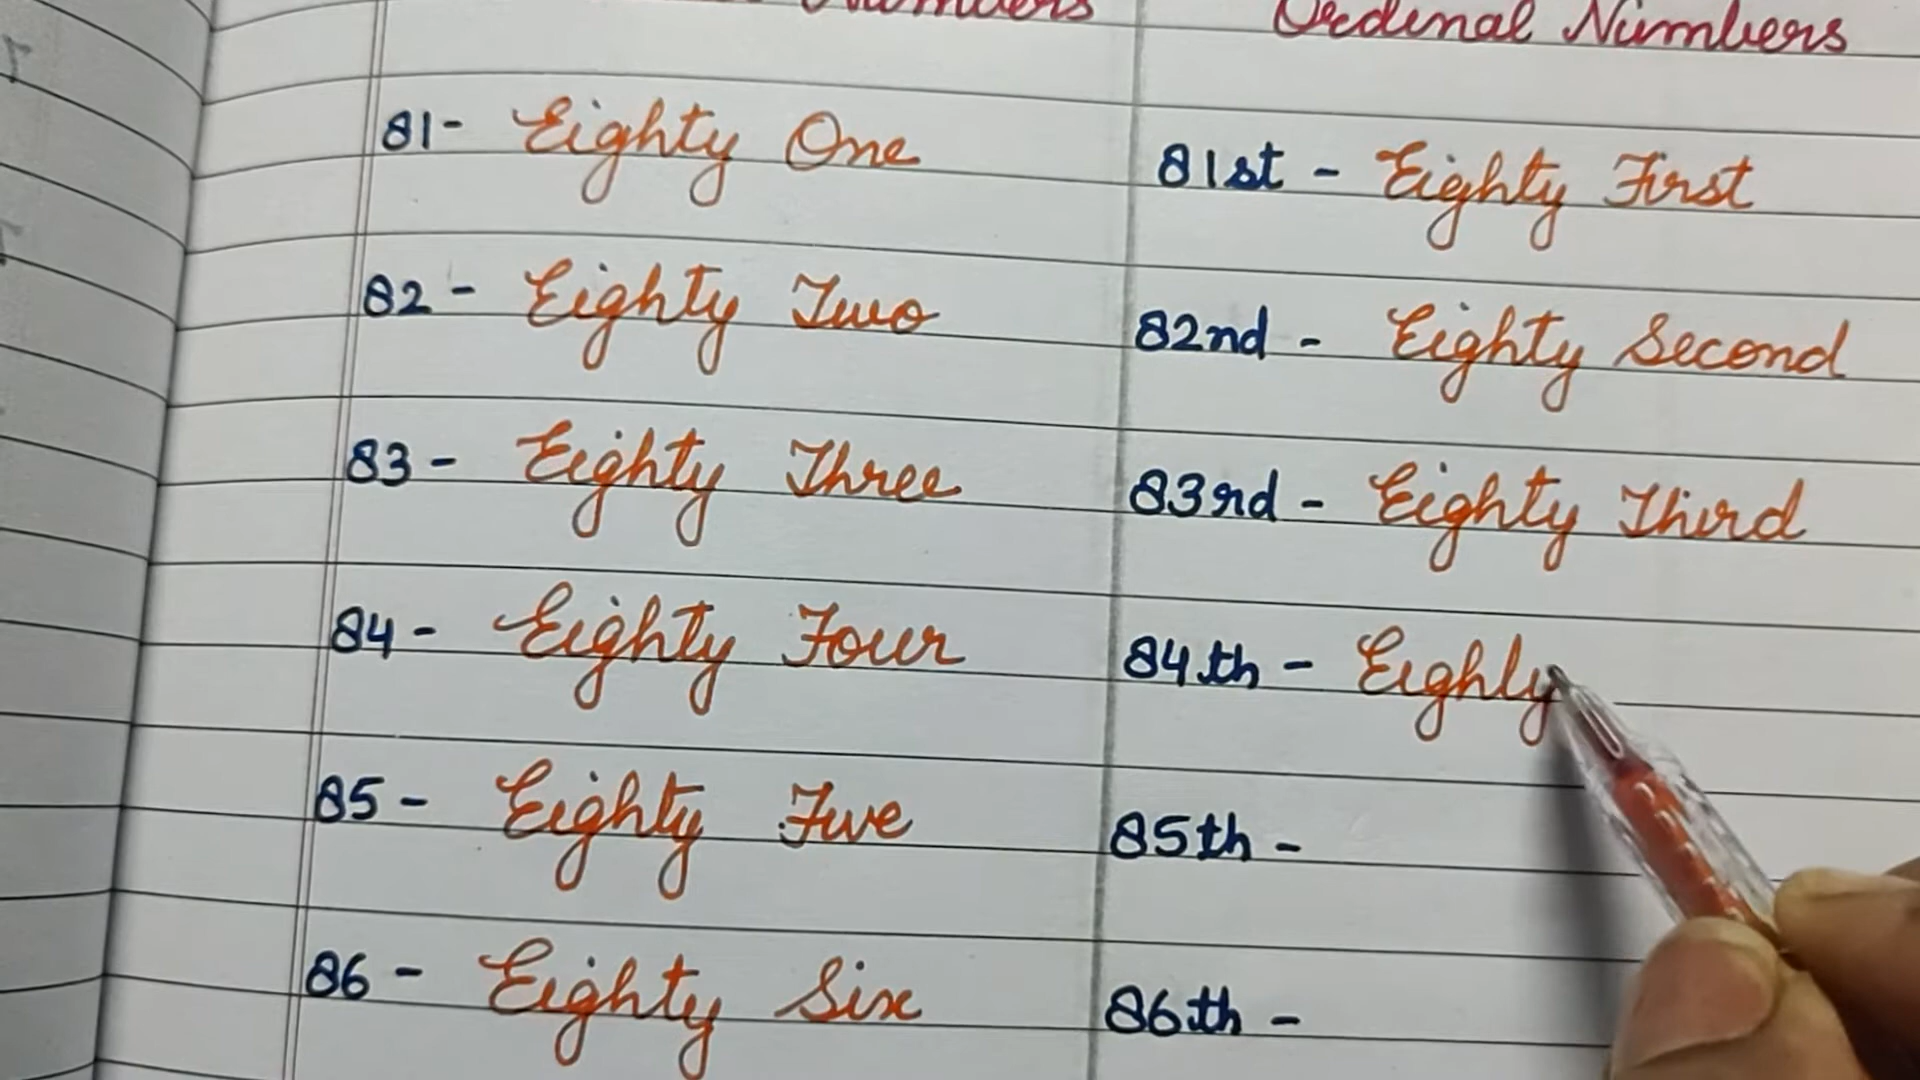 Numbers Ordinal Numbers
81- Eighty One 81st - Eighty First
82 - Eighty Two 82nd - Eighty Second
83 - Eighty Three 83rd - Eighty Third
84 - Eighty Four 84th - Eighty
85 - Eighty Five 85th -
86 - Eighty Six 86th -